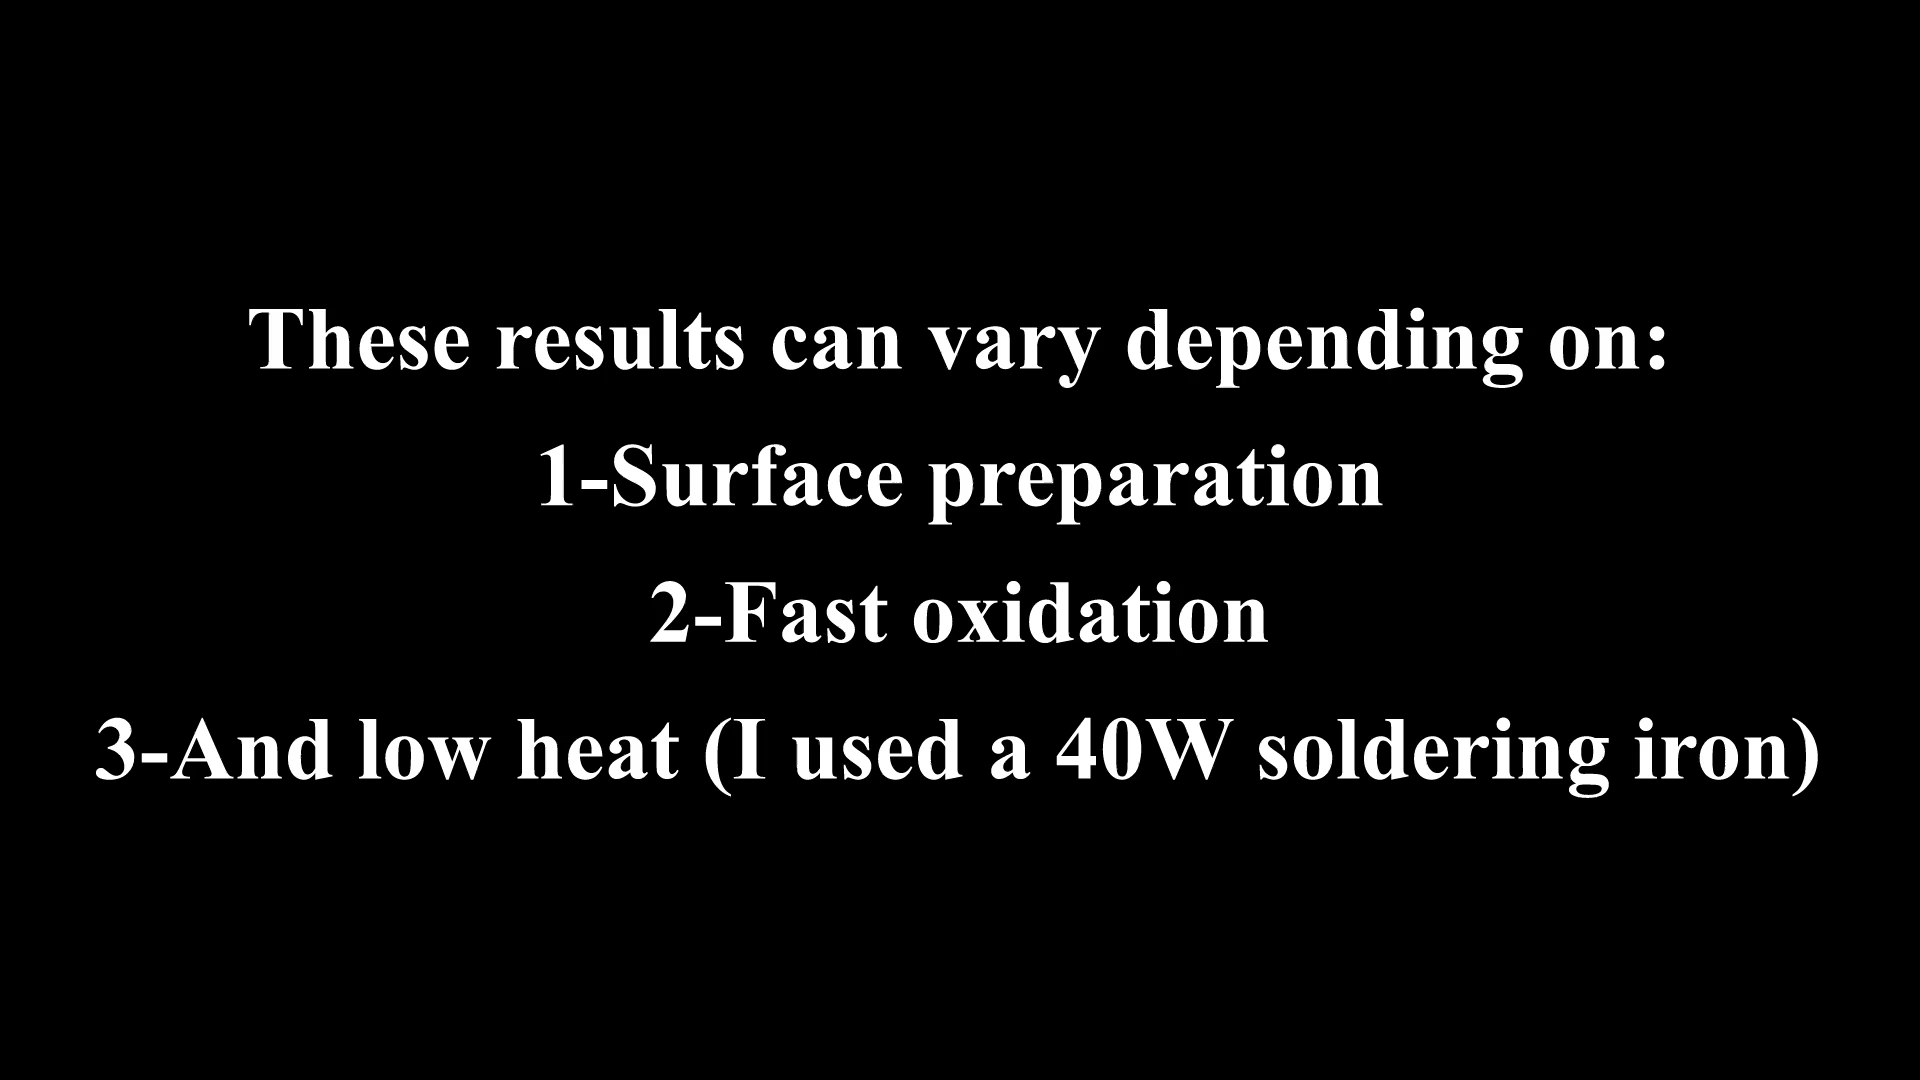 These results can vary depending on:
1-Surface preparation
2-Fast oxidation
3-And low heat (I used a 40W soldering iron)